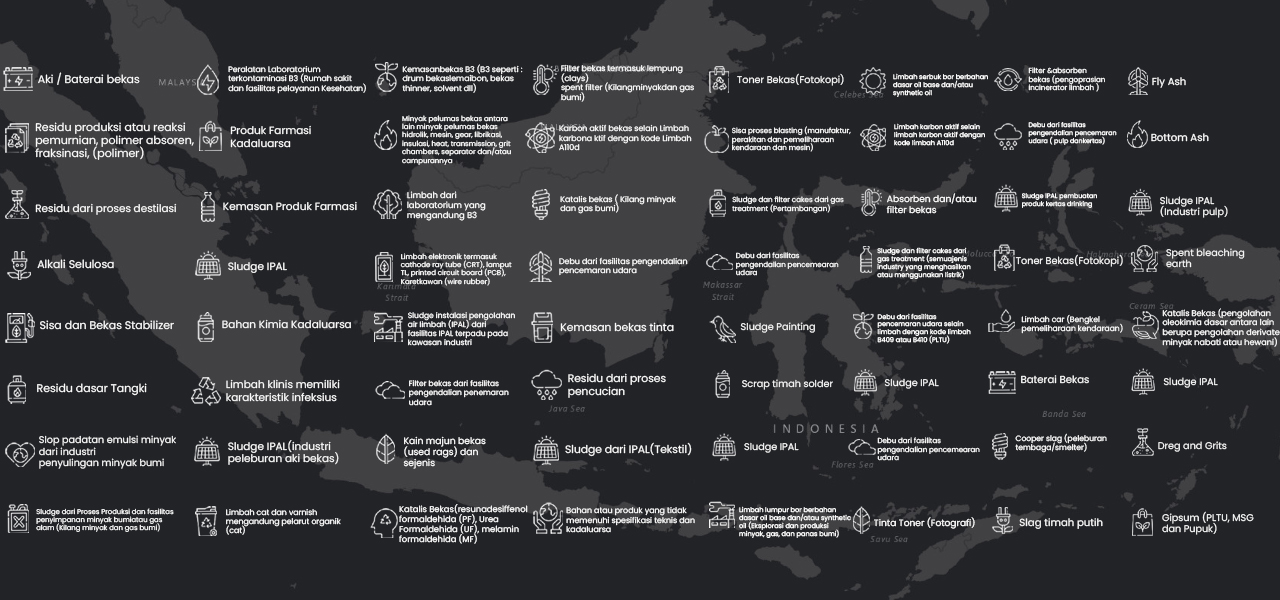 Aki / Baterai bekas
Residu produksi atau reaksi
pemurnian, polimer absoren,
fraksinasi, (polimer)
Residu dari proses destilasi
Alkali Selulosa
Sisa dan Bekas Stabilizer
Residu dasar Tangki
Slop padatan emulsi minyak
dari industri
penyulingan minyak bumi
Sludge dari Proses Produksi dan fasilitas
penyimpanan minyak bumiatau gas
alam (Kilang minyak dan gas bumi)
Peralatan Laboratorium
terkontaminasi B3 (Rumah sakit
dan fasilitas pelayanan Kesehatan)
Produk Farmasi
Kadaluarsa
Kemasan Produk Farmasi
Sludge IPAL
Bahan Kimia Kadaluarsa
Limbah klinis memiliki
karakteristik infeksius
Sludge IPAL(industri
peleburan aki bekas)
Limbah cat dan varnish
mengandung pelarut organik
(cat)
Kemasanbekas B3 (B3 seperti :
drum bekaslemaibon, bekas
thinner, solvent dll)
Minyak pelumas bekas antara
lain minyak pelumas bekas
hidrolik, mesin, gear, librikasi,
insulasi, heat, transmission, grit
chambers, separator dan/atau
campurannya
Limbah dari
laboratorium yang
mengandung B3
Limbah elektronik termasuk
cathode ray tube (CRT), lampu
TL, printed circuit board (PCB),
Karetkawan (wire rubber)
Sludge instalasi pengolahan
air limbah (IPAL) dari
fasilitas IPAL terpadu pada
kawasan industri
Filter bekas dari fasilitas
pengendalian penemaran
udara
Kain majun bekas
(used rags) dan
sejenis
Katalis Bekas(resunadesiffenol
formaldehida (PF), Urea
Formaldehida (UF), melamin
formaldehida (MF)
Filter bekas termasuk lempung
(clays)
spent filter (Kilangminyakdan gas
bumi)
Karbon aktif bekas selain Limbah
karbona ktif dengan kode Limbah
A110d
Katalis bekas ( Kilang minyak
dan gas bumi)
Debu dari fasilitas pengendalian
pencemaran udara
Kemasan bekas tinta
Residu dari proses
pencucian
Sludge dari IPAL(Tekstil)
Bahan atau produk yang tidak
memenuhi spesifikasi teknis dan
kadaluarsa
Toner Bekas(Fotokopi)
Sisa proses blasting (manufaktur,
perakitan dan pemeliharaan
kendaraan dan mesin)
Sludge dan filter cakes dari gas
treatment (Pertambangan)
Debu dari fasilitas
pengendalian pencemearan
udara
Sludge Painting
Scrap timah solder
Sludge IPAL
Limbah lumpur bor berbahan
dasar oil base dan/atau synthetic
oil (Eksplorasi dan produksi
minyak, gas, dan panas bumi)
Limbah serbuk bor berbahan
dasar oil base dan/atau
synthetic oil
Limbah karbon aktif selain
limbah karbon aktif dengan
kode limbah A110d
Absorben dan/atau
filter bekas
Sludge dan filter cakes dari
gas treatment (semuajenis
industry yang menghasilkan
atau menggunakan listrik)
Debu dari fasilitas
pencemaran udara selain
limbah dengan kode limbah
B409 atau B410 (PLTU)
Sludge IPAL
Debu dari fasilitas
pengendalian pencemearan
udara
Tinta Toner (Fotografi)
Filter &absorben
bekas (pengoprasian
incinerator limbah )
Debu dari fasilitas
pengendalian pencemaran
udara ( pulp dankertas)
Sludge IPAL pembuatan
produk kertas drinking
Toner Bekas(Fotokopi)
Limbah car (Bengkel
pemeliharaan kendaraan)
Baterai Bekas
Cooper slag (peleburan
tembaga/smelter)
Slag timah putih
Fly Ash
Bottom Ash
Sludge IPAL
(Industri pulp)
Spent bleaching
earth
Katalis Bekas (pengolahan
oleokimia dasar antara lain
berupa pengolahan derivate
minyak nabati atau hewani)
Sludge IPAL
Dreg and Grits
Gipsum (PLTU, MSG
dan Pupuk)
Celebes Sea
Karimata
Strait
Makassar
Strait
Java Sea
INDONESIA
Flores Sea
Savu Sea
Banda Sea
Ceram Sea